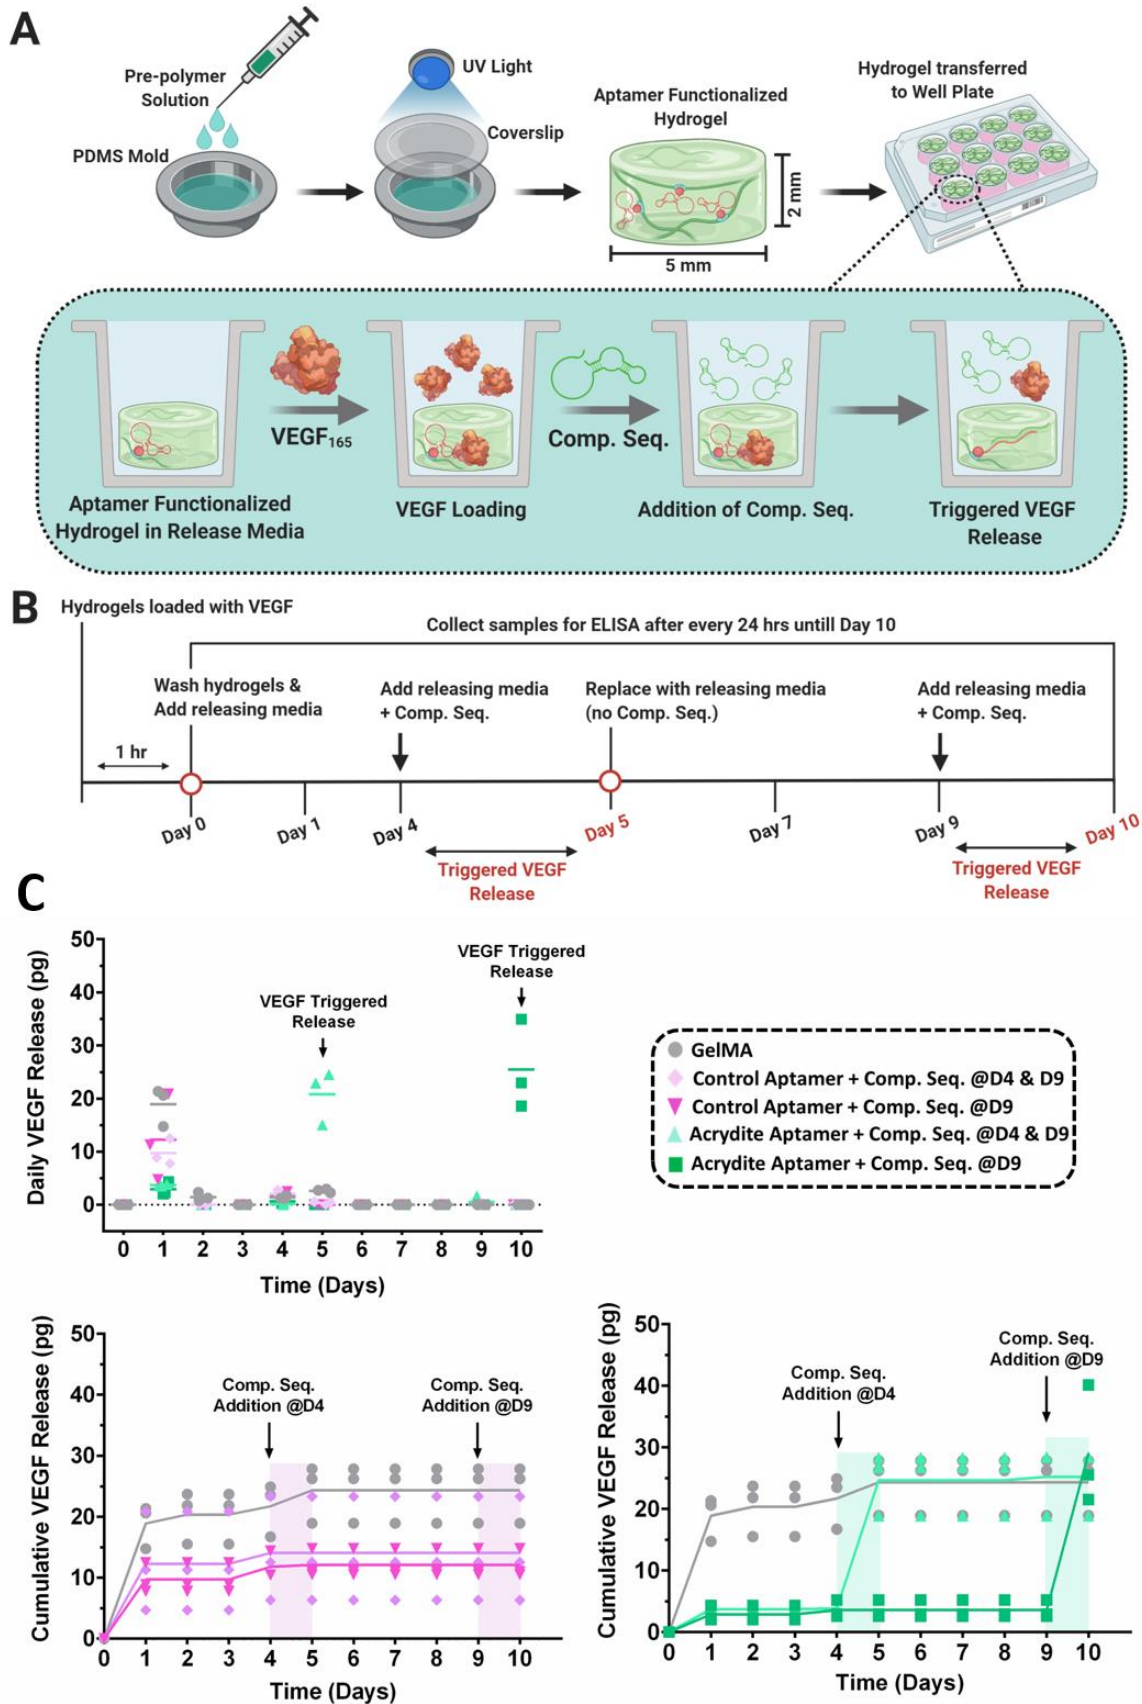 A
Pre-polymer
Solution
PDMS Mold
UV Light
Coverslip
Aptamer Functionalized
Hydrogel
2 mm
5 mm
Hydrogel transferred
to Well Plate
VEGF₁₆₅
Comp. Seq.
Aptamer Functionalized
Hydrogel in Release Media
VEGF Loading
Addition of Comp. Seq.
Triggered VEGF
Release
B
Hydrogels loaded with VEGF
Collect samples for ELISA after every 24 hrs untill Day 10
Wash hydrogels &
Add releasing media
Add releasing media
+ Comp. Seq.
Replace with releasing media
(no Comp. Seq.)
Add releasing media
+ Comp. Seq.
1 hr
Day 0
Day 1
Day 4
Day 5
Day 7
Day 9
Day 10
Triggered VEGF
Release
Triggered VEGF
Release
C
Daily VEGF Release (pg)
50
40
30
20
10
0
VEGF Triggered
Release
VEGF Triggered
Release
0 1 2 3 4 5 6 7 8 9 10
Time (Days)
GelMA
Control Aptamer + Comp. Seq. @D4 & D9
Control Aptamer + Comp. Seq. @D9
Acrydite Aptamer + Comp. Seq. @D4 & D9
Acrydite Aptamer + Comp. Seq. @D9
Cumulative VEGF Release (pg)
50
40
30
20
10
0
Comp. Seq.
Addition @D4
Comp. Seq.
Addition @D9
0 1 2 3 4 5 6 7 8 9 10
Time (Days)
Cumulative VEGF Release (pg)
50
40
30
20
10
0
Comp. Seq.
Addition @D4
Comp. Seq.
Addition @D9
0 1 2 3 4 5 6 7 8 9 10
Time (Days)